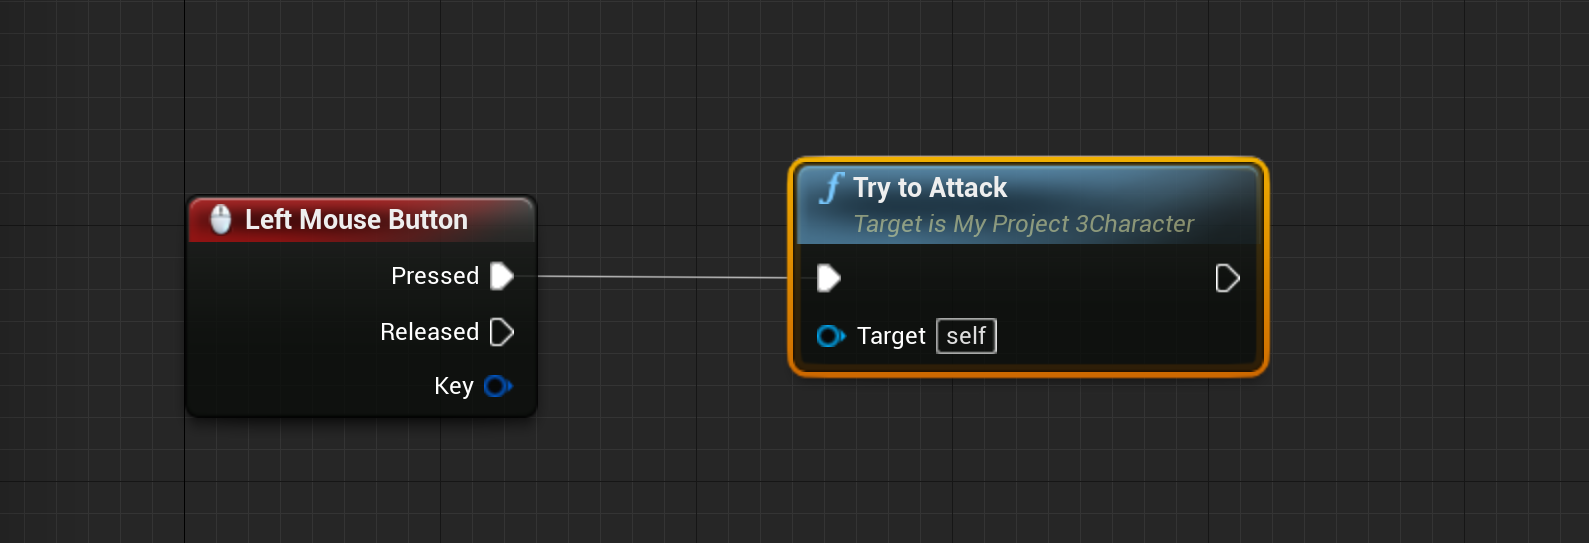 Left Mouse Button
Pressed
Released
Key
Try to Attack
Target is My Project 3Character
Target self